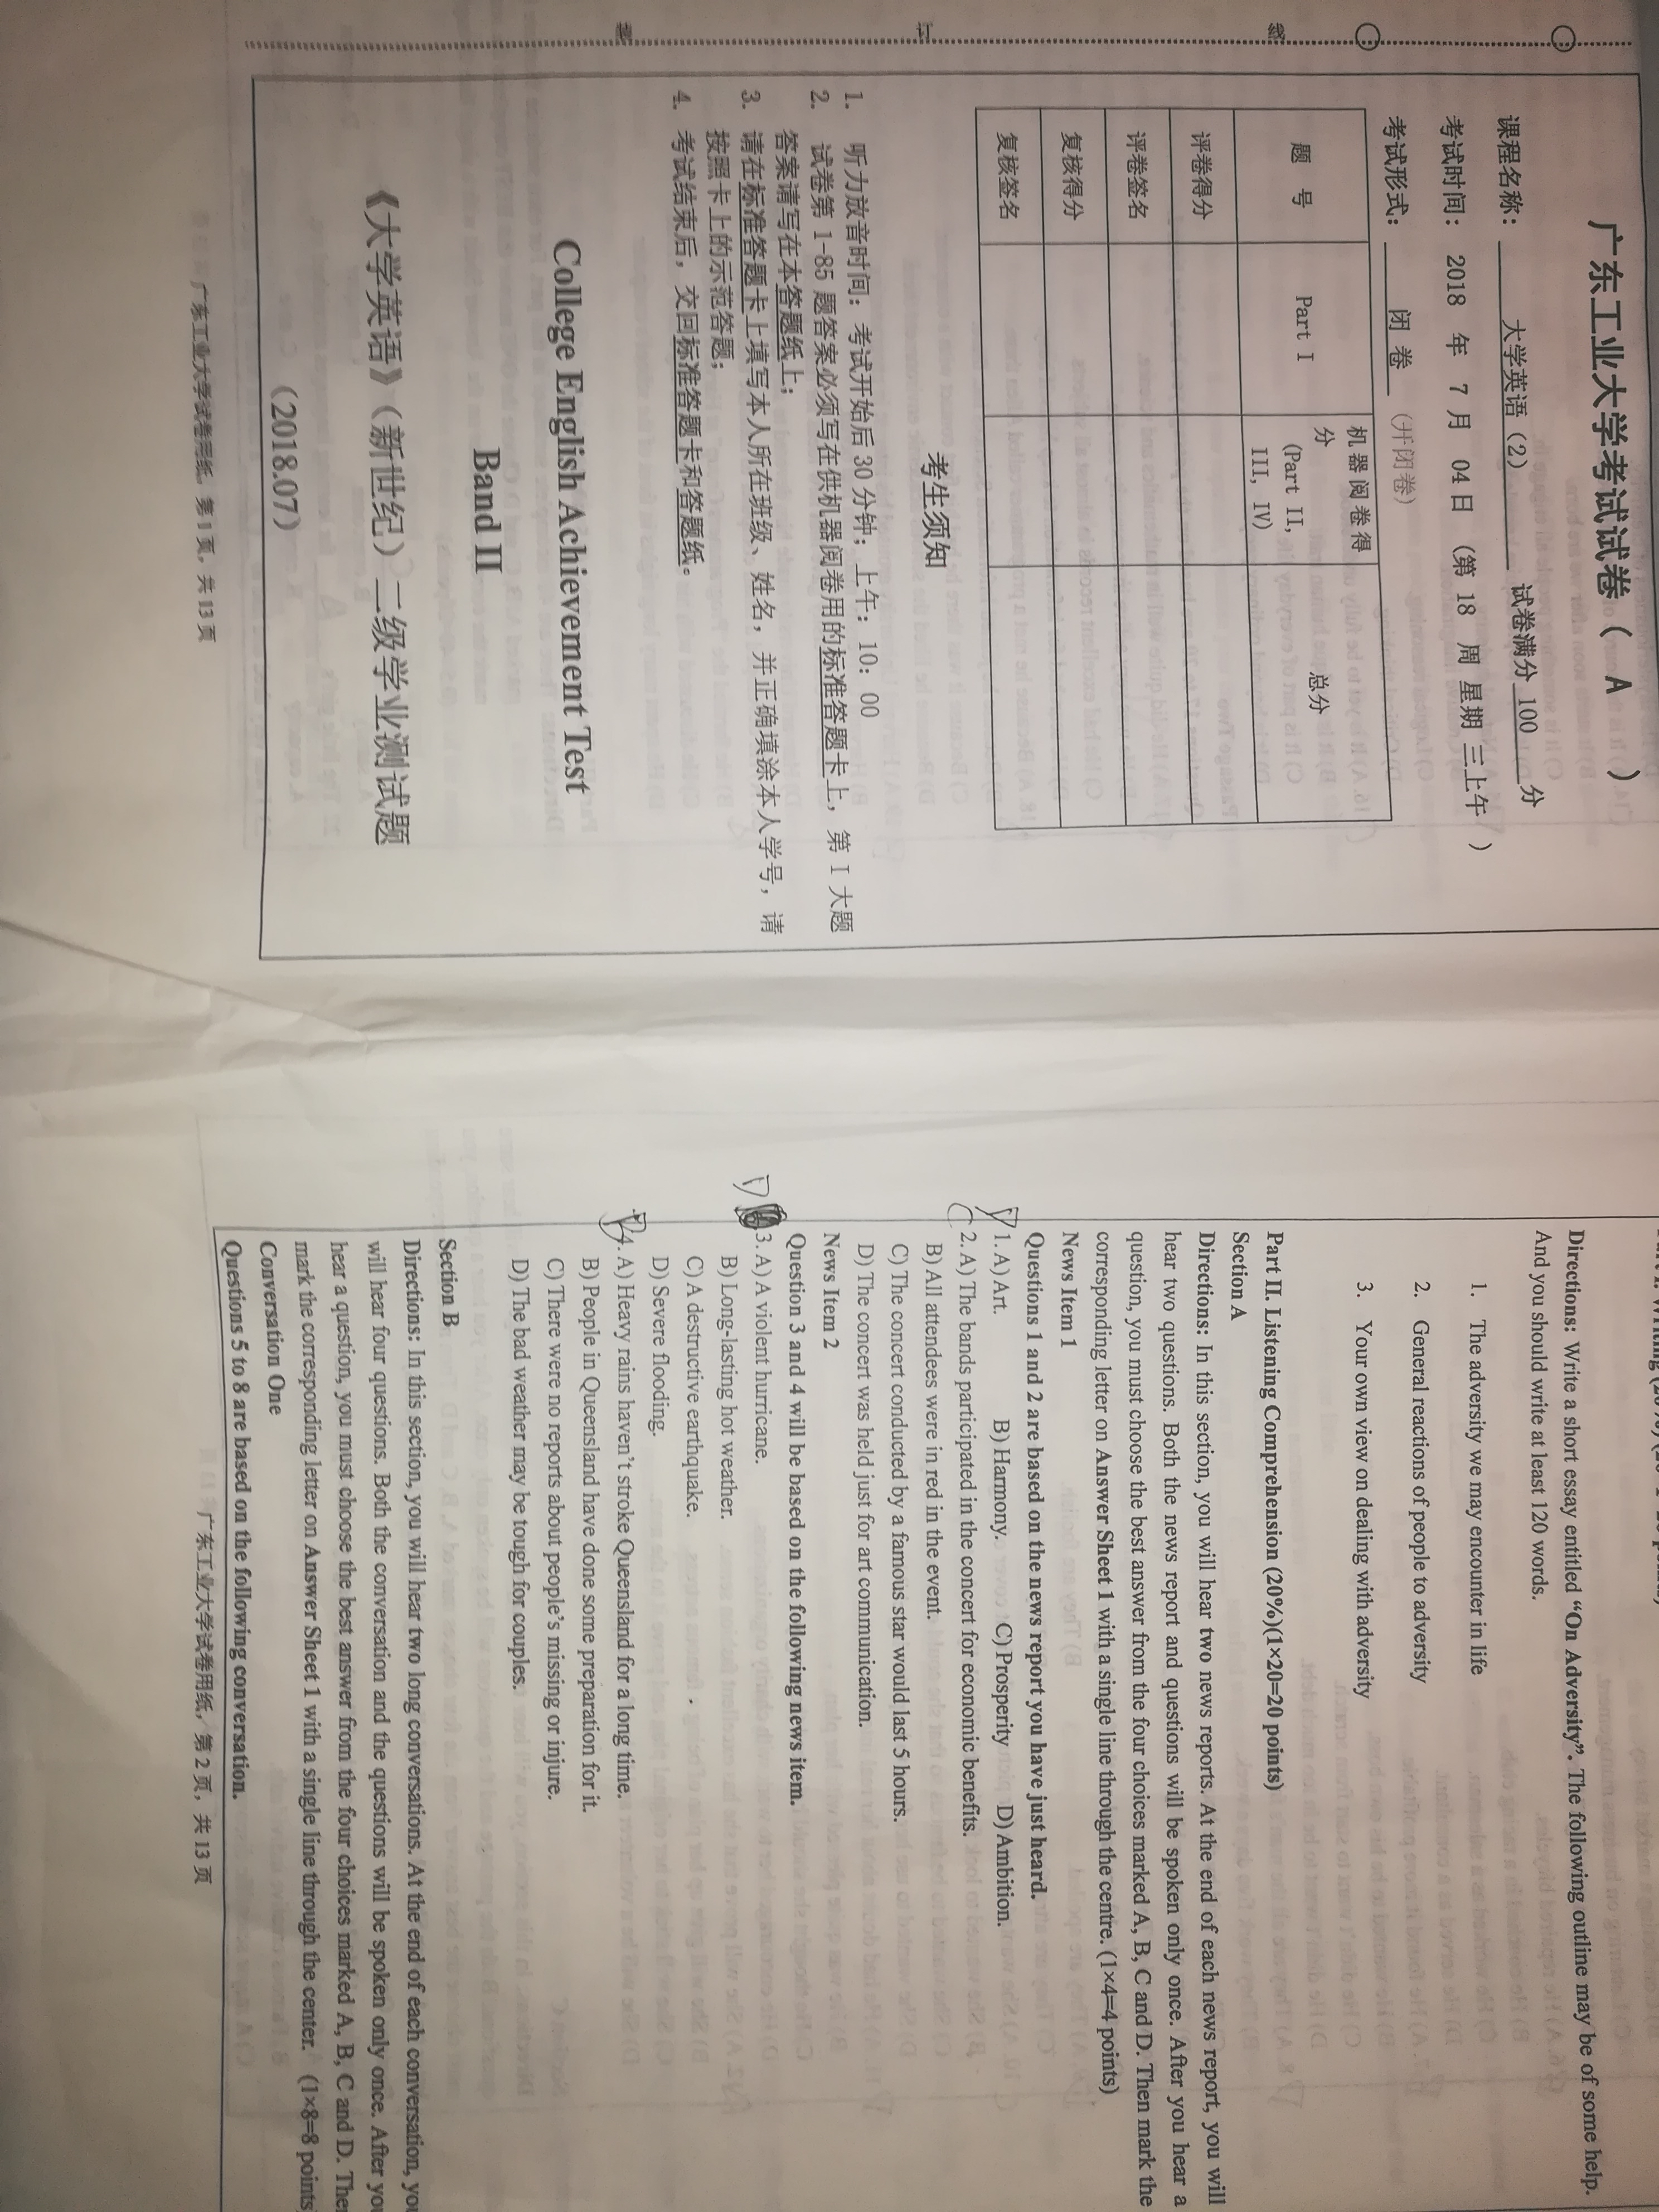 广东工业大学考试试卷 ( A )
课程名称: 大学英语（2） 试卷满分 100 分
考试时间: 2018 年 7 月 04 日 (第 18 周 星期 三上午 )
考试形式: 闭 卷 (开闭卷)
题 号
Part I
机器阅卷得
分
(Part II,
III, IV)
总分
评卷得分
评卷签名
复核得分
复核签名
考生须知
1. 听力放音时间：考试开始后 30 分钟；上午：10：00
2. 试卷第 1-85 题答案必须写在供机器阅卷用的标准答题卡上，第 I 大题
答案请写在本答题纸上；
3. 请在标准答题卡上填写本人所在班级、姓名，并正确填涂本人学号，请
按照卡上的示范答题；
4. 考试结束后，交回标准答题卡和答题纸。
College English Achievement Test
Band II
《大学英语》（新世纪）二级学业测试题
（2018.07）
广东工业大学试卷用纸，第 1 页，共 13 页
线
订
装
Directions: Write a short essay entitled “On Adversity”. The following outline may be of some help.
And you should write at least 120 words.
1. The adversity we may encounter in life
2. General reactions of people to adversity
3. Your own view on dealing with adversity
Part II. Listening Comprehension (20%)(1×20=20 points)
Section A
Directions: In this section, you will hear two news reports. At the end of each news report, you will
hear two questions. Both the news report and questions will be spoken only once. After you hear a
question, you must choose the best answer from the four choices marked A, B, C and D. Then mark the
corresponding letter on Answer Sheet 1 with a single line through the centre. (1×4=4 points)
News Item 1
Questions 1 and 2 are based on the news report you have just heard.
1. A) Art. B) Harmony. C) Prosperity D) Ambition.
C 2. A) The bands participated in the concert for economic benefits.
B) All attendees were in red in the event.
C) The concert conducted by a famous star would last 5 hours.
D) The concert was held just for art communication.
News Item 2
Question 3 and 4 will be based on the following news item.
D 3. A) A violent hurricane.
B) Long-lasting hot weather.
C) A destructive earthquake.
D) Severe flooding.
4. A) Heavy rains haven’t stroke Queensland for a long time.
B) People in Queensland have done some preparation for it.
C) There were no reports about people’s missing or injure.
D) The bad weather may be tough for couples.
Section B
Directions: In this section, you will hear two long conversations. At the end of each conversation, you
will hear four questions. Both the conversation and the questions will be spoken only once. After you
hear a question, you must choose the best answer from the four choices marked A, B, C and D. Then
mark the corresponding letter on Answer Sheet 1 with a single line through the center. (1×8=8 points
Conversation One
Questions 5 to 8 are based on the following conversation.
广东工业大学试卷用纸，第 2 页，共 13 页